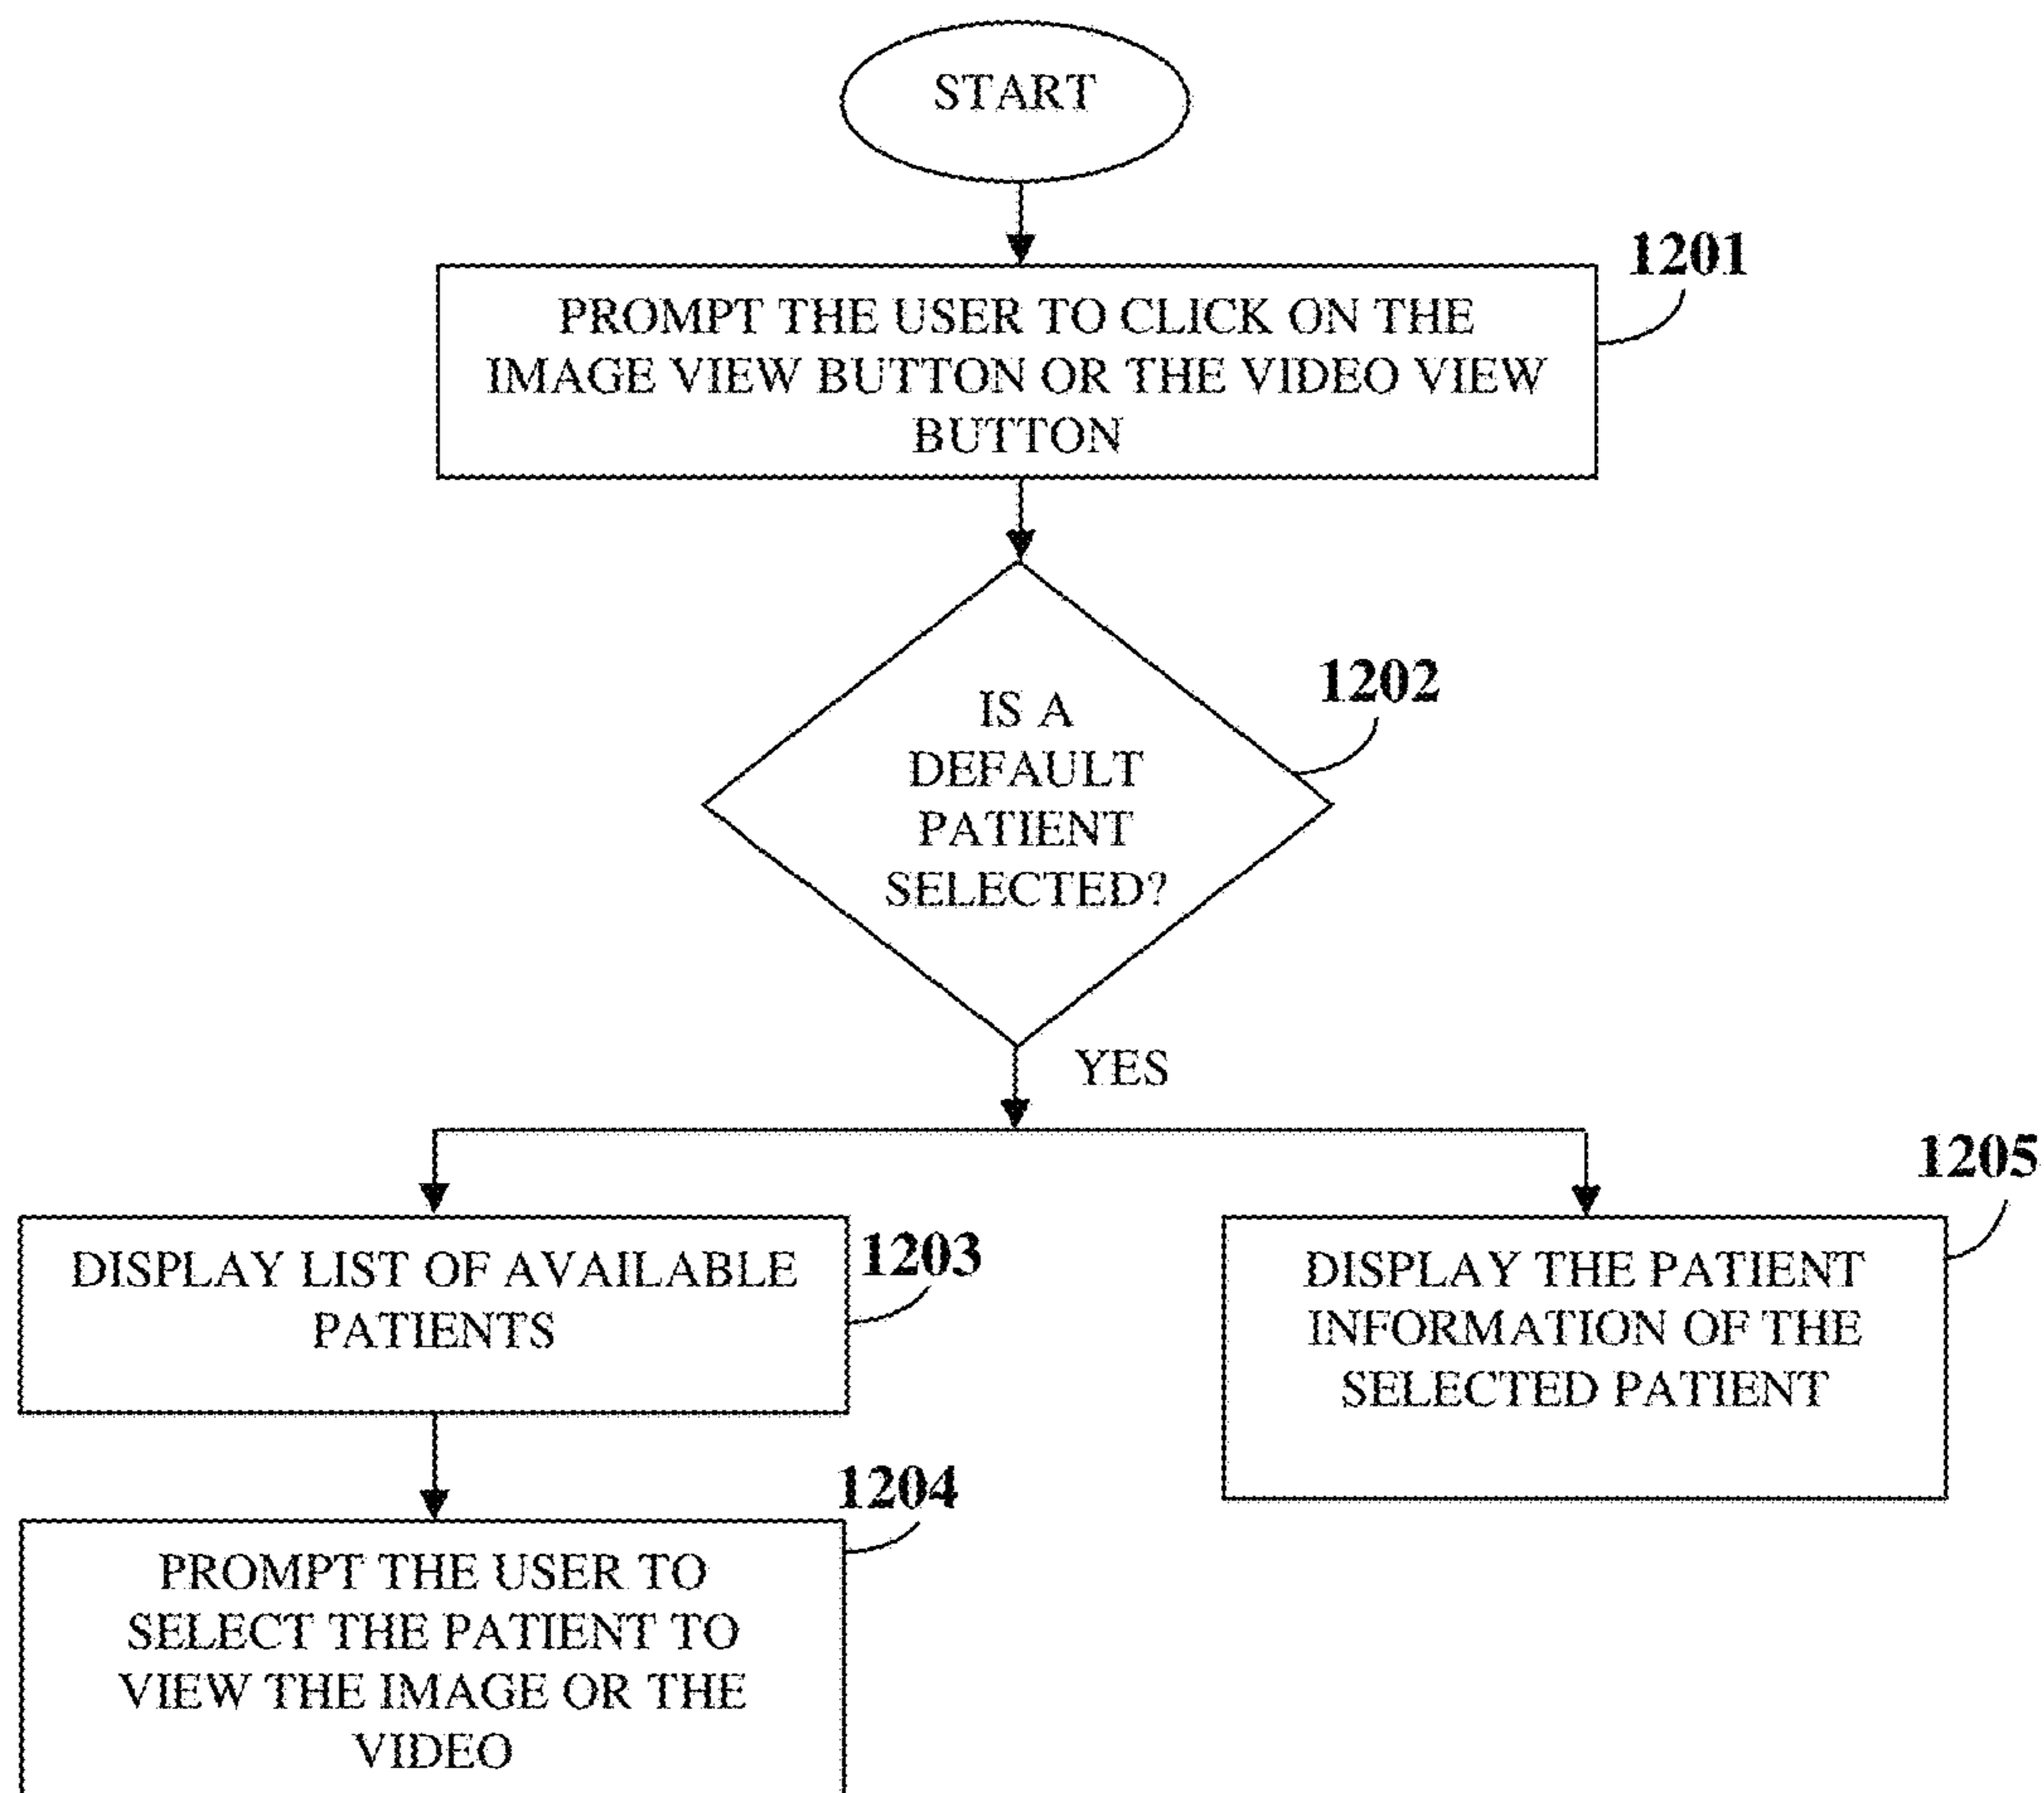 START
1201
PROMPT THE USER TO CLICK ON THE
IMAGE VIEW BUTTON OR THE VIDEO VIEW
BUTTON
1202
IS A
DEFAULT
PATIENT
SELECTED?
YES
1203
DISPLAY LIST OF AVAILABLE
PATIENTS
1205
DISPLAY THE PATIENT
INFORMATION OF THE
SELECTED PATIENT
1204
PROMPT THE USER TO
SELECT THE PATIENT TO
VIEW THE IMAGE OR THE
VIDEO